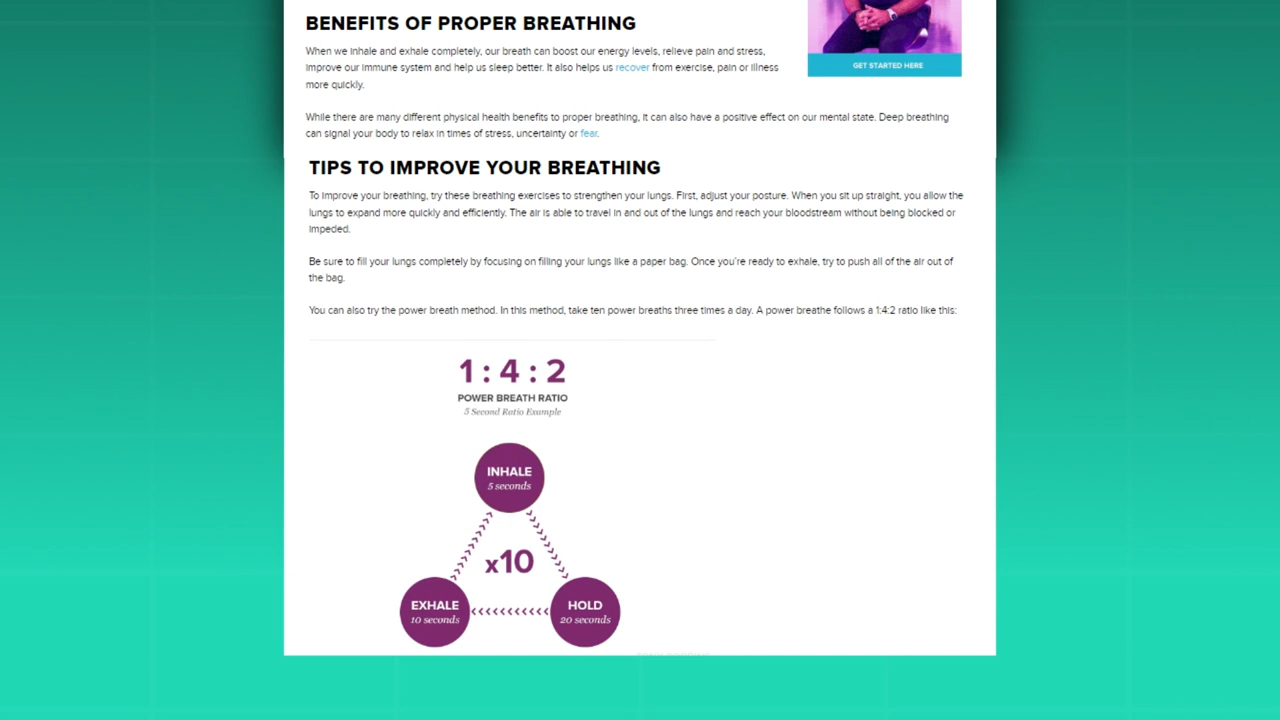 BENEFITS OF PROPER BREATHING
When we inhale and exhale completely, our breath can boost our energy levels, relieve pain and stress,
improve our immune system and help us sleep better. It also helps us recover from exercise, pain or illness
more quickly.
GET STARTED HERE
While there are many different physical health benefits to proper breathing, it can also have a positive effect on our mental state. Deep breathing
can signal your body to relax in times of stress, uncertainty or fear.
TIPS TO IMPROVE YOUR BREATHING
To improve your breathing, try these breathing exercises to strengthen your lungs. First, adjust your posture. When you sit up straight, you allow the
lungs to expand more quickly and efficiently. The air is able to travel in and out of the lungs and reach your bloodstream without being blocked or
impeded.
Be sure to fill your lungs completely by focusing on filling your lungs like a paper bag. Once you're ready to exhale, try to push all of the air out of
the bag.
You can also try the power breath method. In this method, take ten power breaths three times a day. A power breathe follows a 1:4:2 ratio like this:
1 : 4 : 2
POWER BREATH RATIO
5 Second Ratio Example
INHALE
5 seconds
x10
EXHALE
10 seconds
HOLD
20 seconds